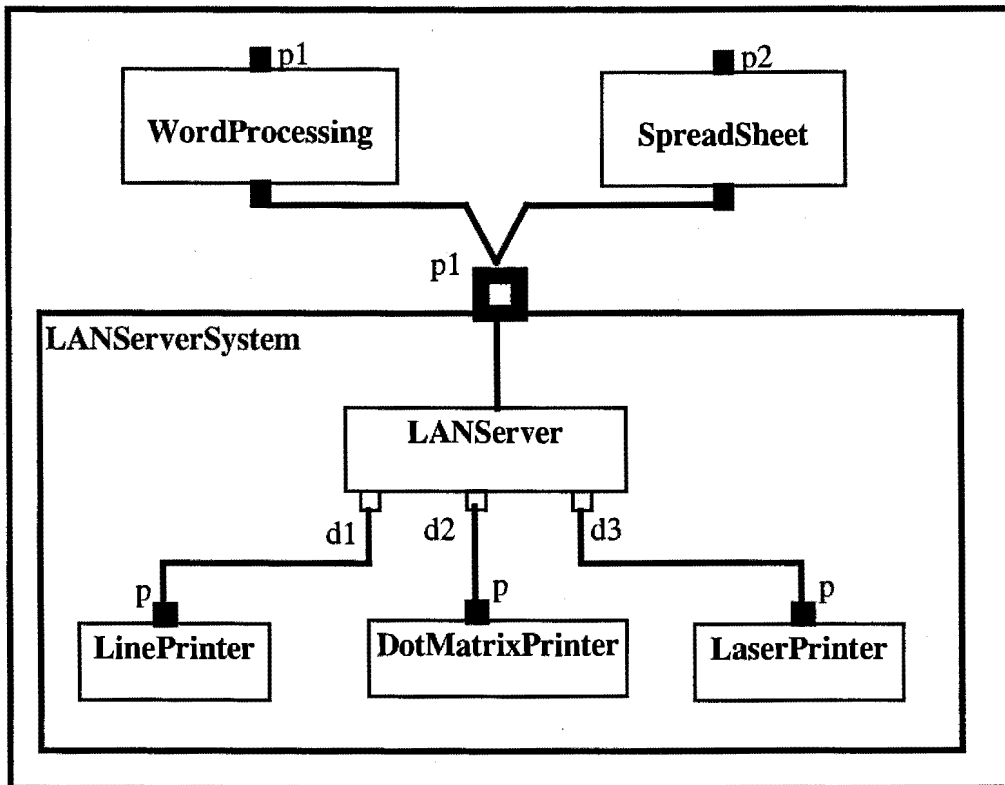 p1
p2
WordProcessing
SpreadSheet
p1
LANServerSystem
LANServer
d1
d2
d3
p
p
p
LinePrinter
DotMatrixPrinter
LaserPrinter